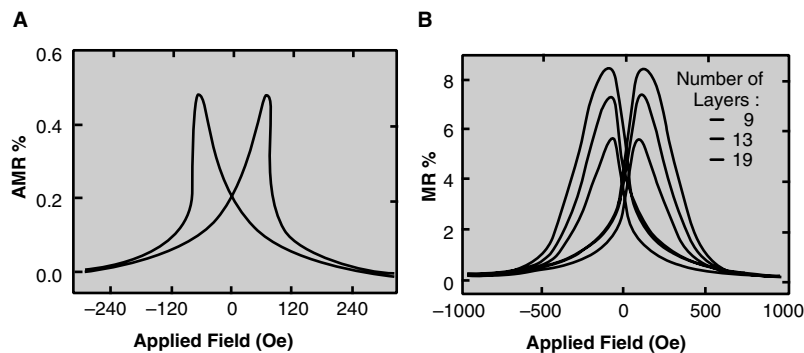 A
0.6
0.4
0.2
0.0
AMR %
–240
–120
0
120
240
Applied Field (Oe)
B
8
6
4
2
0
MR %
Number of
Layers :
9
13
19
–1000
–500
0
500
1000
Applied Field (Oe)